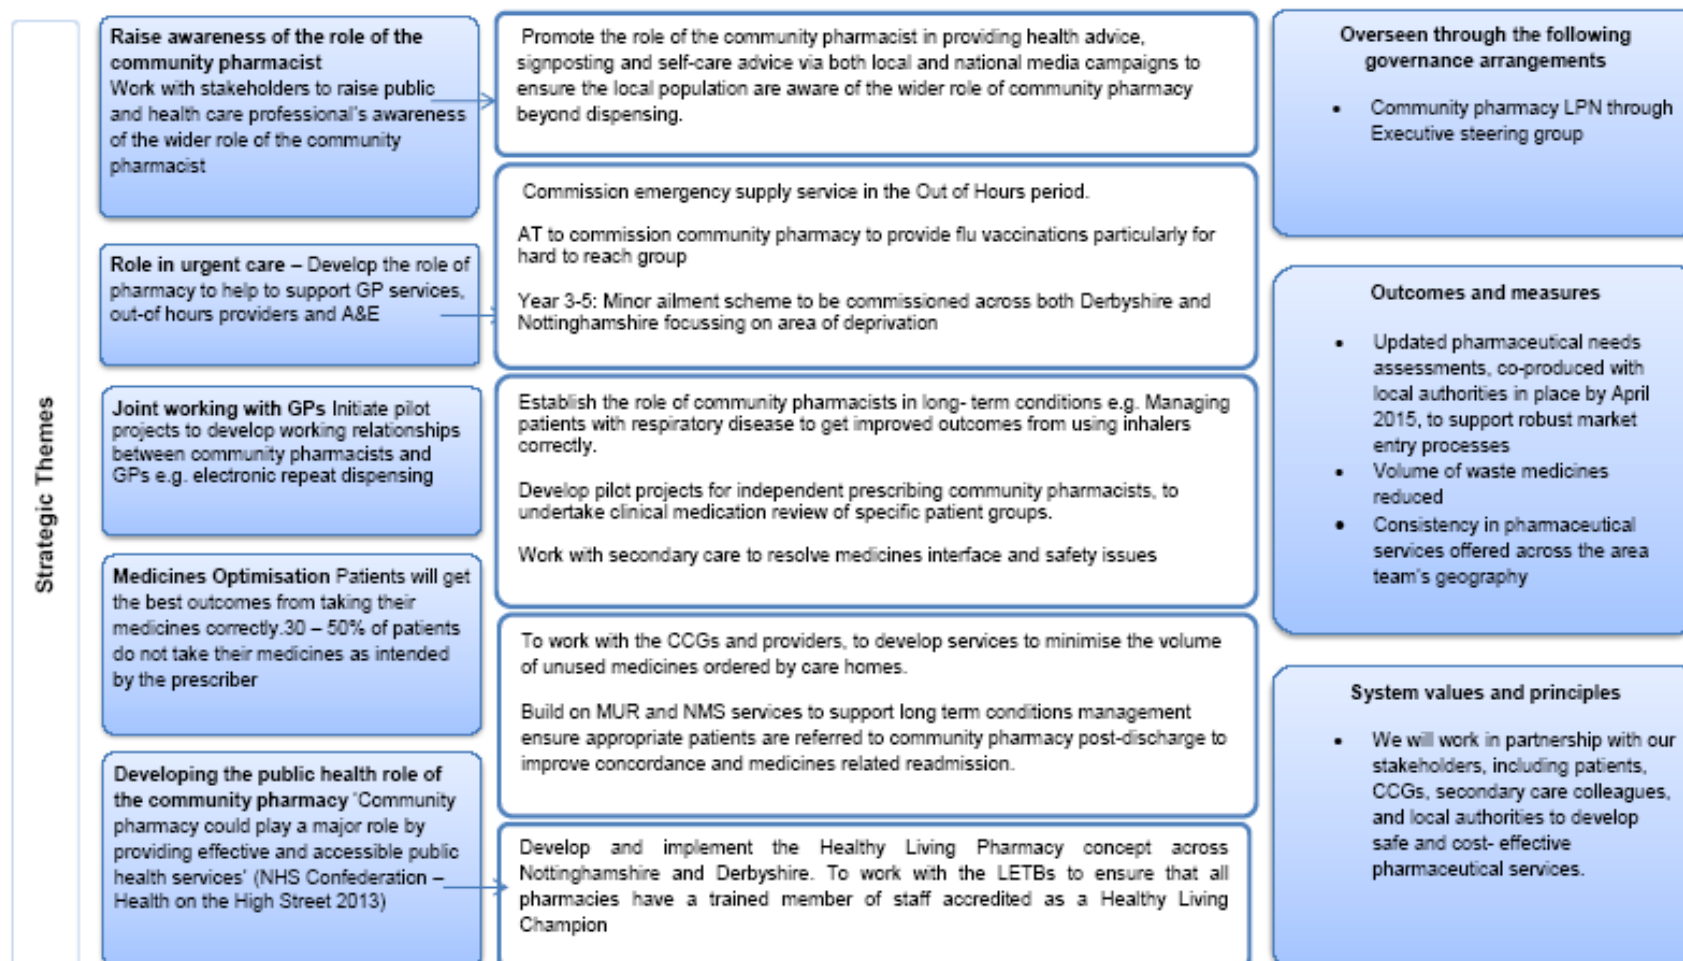 Strategic Themes
Raise awareness of the role of the
community pharmacist
Work with stakeholders to raise public
and health care professional's awareness
of the wider role of the community
pharmacist
Role in urgent care – Develop the role of
pharmacy to help to support GP services,
out-of hours providers and A&E
Joint working with GPs Initiate pilot
projects to develop working relationships
between community pharmacists and
GPs e.g. electronic repeat dispensing
Medicines Optimisation Patients will get
the best outcomes from taking their
medicines correctly.30 – 50% of patients
do not take their medicines as intended
by the prescriber
Developing the public health role of
the community pharmacy 'Community
pharmacy could play a major role by
providing effective and accessible public
health services' (NHS Confederation –
Health on the High Street 2013)
Promote the role of the community pharmacist in providing health advice,
signposting and self-care advice via both local and national media campaigns to
ensure the local population are aware of the wider role of community pharmacy
beyond dispensing.
Commission emergency supply service in the Out of Hours period.
AT to commission community pharmacy to provide flu vaccinations particularly for
hard to reach group
Year 3-5: Minor ailment scheme to be commissioned across both Derbyshire and
Nottinghamshire focussing on area of deprivation
Establish the role of community pharmacists in long- term conditions e.g. Managing
patients with respiratory disease to get improved outcomes from using inhalers
correctly.
Develop pilot projects for independent prescribing community pharmacists, to
undertake clinical medication review of specific patient groups.
Work with secondary care to resolve medicines interface and safety issues
To work with the CCGs and providers, to develop services to minimise the volume
of unused medicines ordered by care homes.
Build on MUR and NMS services to support long term conditions management
ensure appropriate patients are referred to community pharmacy post-discharge to
improve concordance and medicines related readmission.
Develop and implement the Healthy Living Pharmacy concept across
Nottinghamshire and Derbyshire. To work with the LETBs to ensure that all
pharmacies have a trained member of staff accredited as a Healthy Living
Champion
Overseen through the following
governance arrangements
• Community pharmacy LPN through
Executive steering group
Outcomes and measures
• Updated pharmaceutical needs
assessments, co-produced with
local authorities in place by April
2015, to support robust market
entry processes
• Volume of waste medicines
reduced
• Consistency in pharmaceutical
services offered across the area
team's geography
System values and principles
• We will work in partnership with our
stakeholders, including patients,
CCGs, secondary care colleagues,
and local authorities to develop
safe and cost- effective
pharmaceutical services.